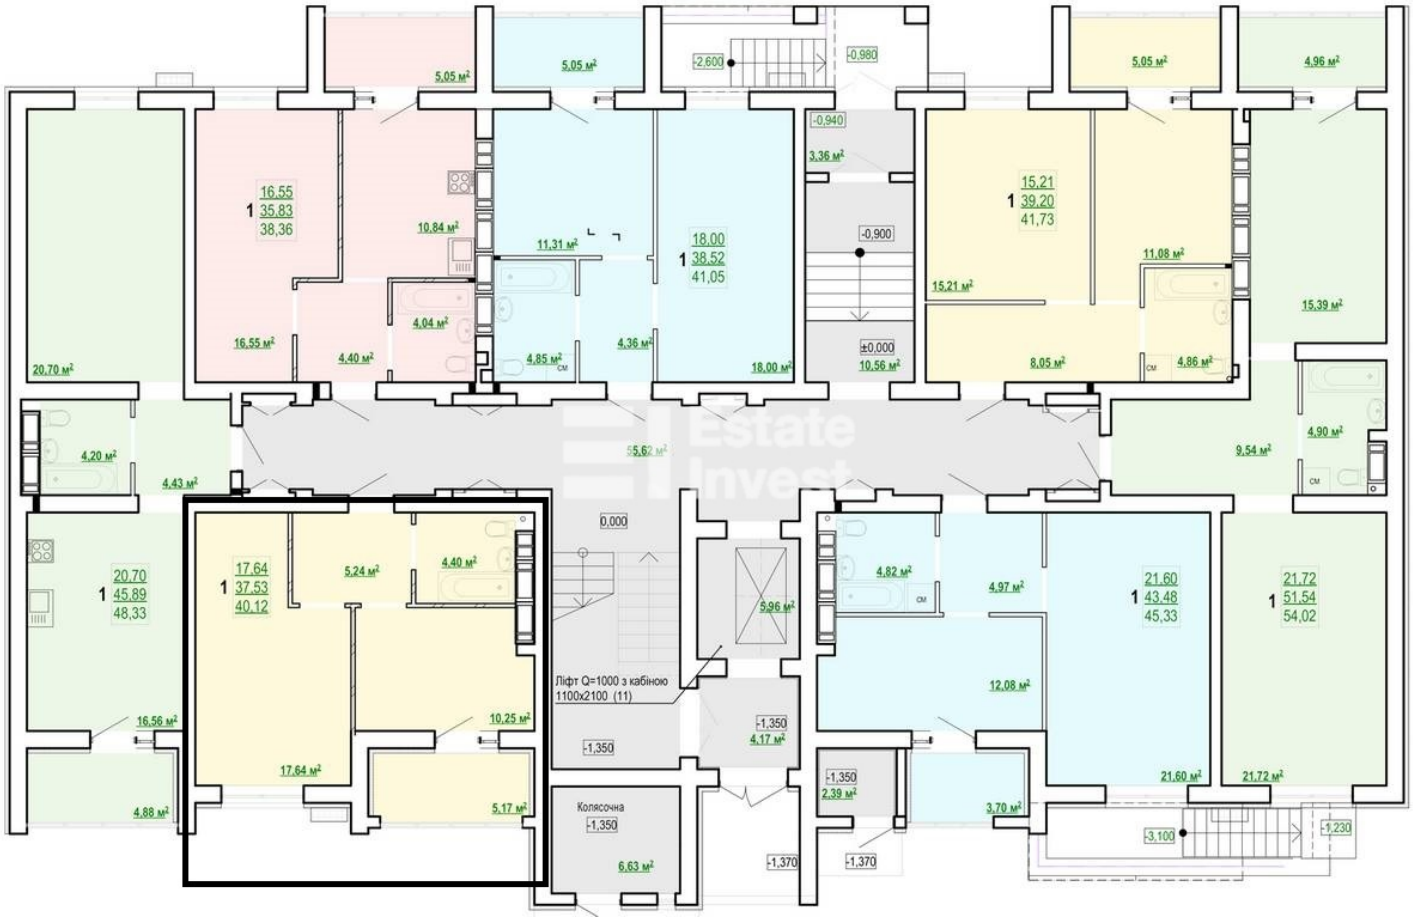 5,05 м²
5,05 м²
-2,600
-0,980
5,05 м²
4,96 м²
-0,940
3,36 м²
16.55
1 35,83
38,36
10,84 м²
18.00
1 38,52
41,05
11,31 м²
-0,900
15,21
1 39,20
41,73
11,08 м²
15,21 м²
15,39 м²
20,70 м²
16,55 м²
4,40 м²
4,04 м²
4,85 м²
СМ
4,36 м²
18,00 м²
±0,000
10,56 м²
8,05 м²
СМ
4,86 м²
4,20 м²
4,43 м²
55,62 м²
Estate
Invest
9,54 м²
4,90 м²
СМ
0,000
20,70
1 45,89
48,33
17,64
1 37,53
40,12
5,24 м²
4,40 м²
5,96 м²
4,82 м²
СМ
4,97 м²
21,60
1 43,48
45,33
21,72
1 51,54
54,02
Ліфт Q=1000 з кабіною
1100x2100 (11)
12,08 м²
16,56 м²
10,25 м²
-1,350
-1,350
4,17 м²
17,64 м²
-1,350
2,39 м²
21,60 м²
21,72 м²
4,88 м²
5,17 м²
Колясочна
-1,350
3,70 м²
-3,100
-1,230
6,63 м²
-1,370
-1,370